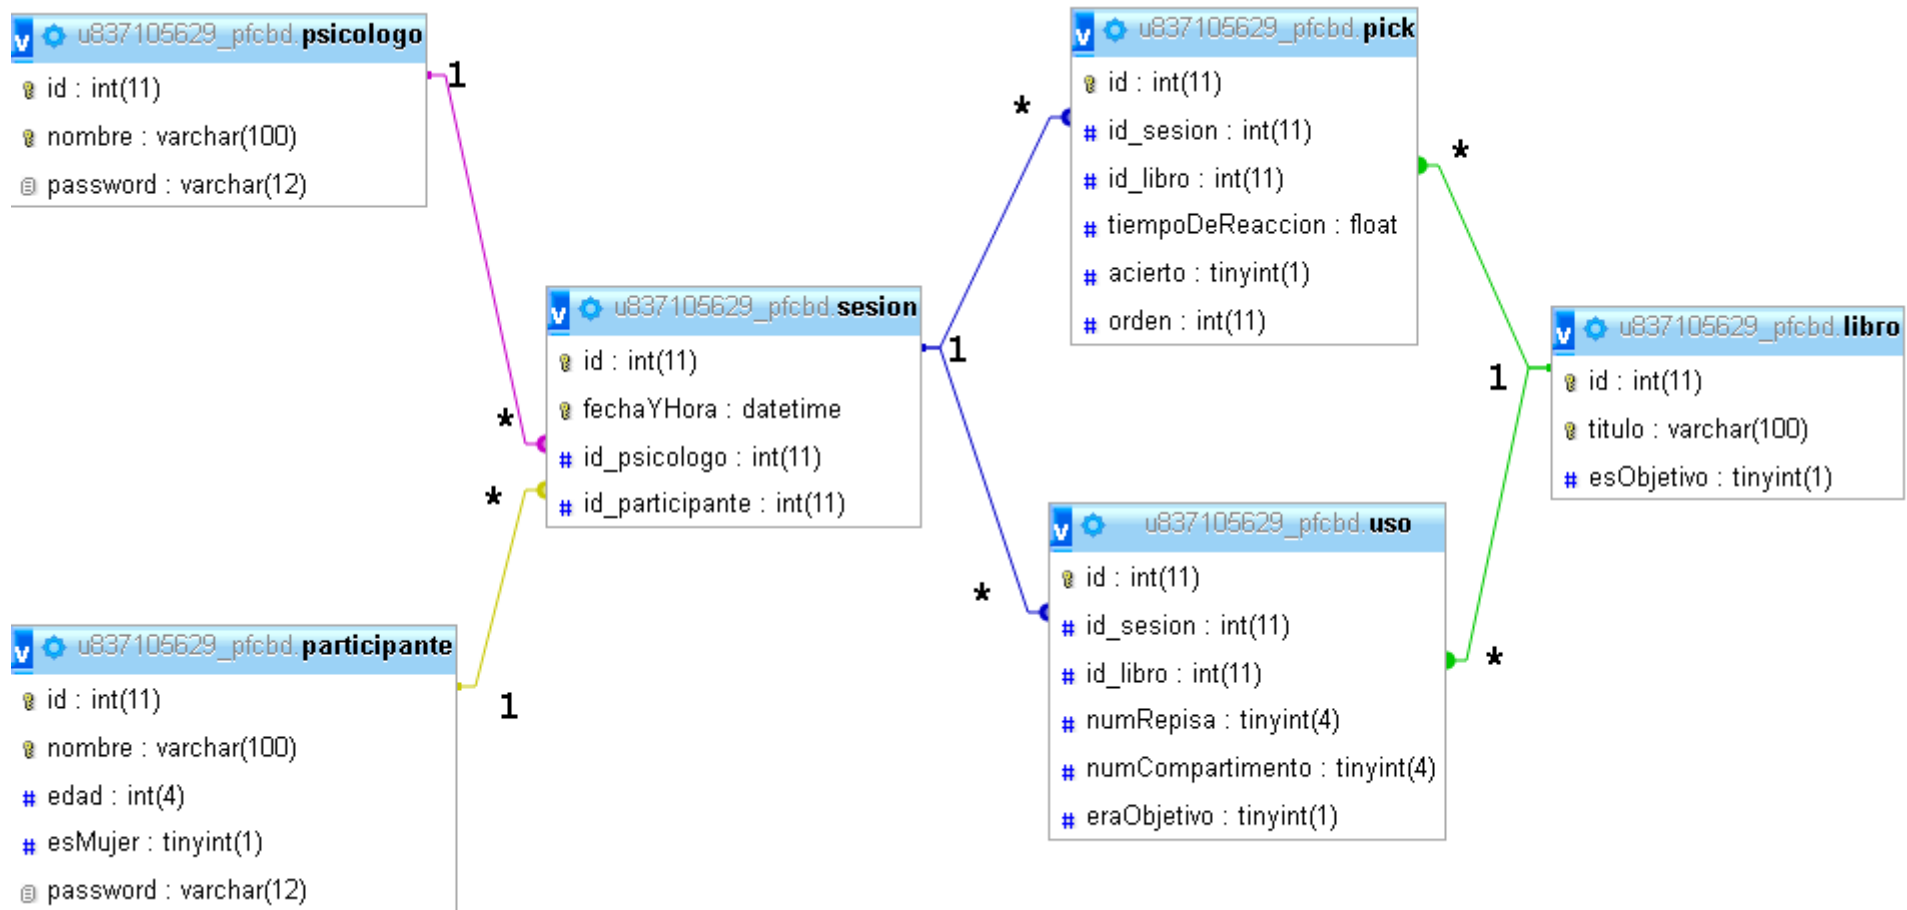 v u837105629_pfcbd.psicologo
id : int(11)
nombre : varchar(100)
password : varchar(12)
1
*
v u837105629_pfcbd.participante
id : int(11)
nombre : varchar(100)
# edad : int(4)
# esMujer : tinyint(1)
password : varchar(12)
1
*
v u837105629_pfcbd.sesion
id : int(11)
fechaYHora : datetime
# id_psicologo : int(11)
# id_participante : int(11)
1
*
*
v u837105629_pfcbd.pick
id : int(11)
# id_sesion : int(11)
# id_libro : int(11)
# tiempoDeReaccion : float
# acierto : tinyint(1)
# orden : int(11)
*
v u837105629_pfcbd.uso
id : int(11)
# id_sesion : int(11)
# id_libro : int(11)
# numRepisa : tinyint(4)
# numCompartimento : tinyint(4)
# eraObjetivo : tinyint(1)
*
1
v u837105629_pfcbd.libro
id : int(11)
titulo : varchar(100)
# esObjetivo : tinyint(1)